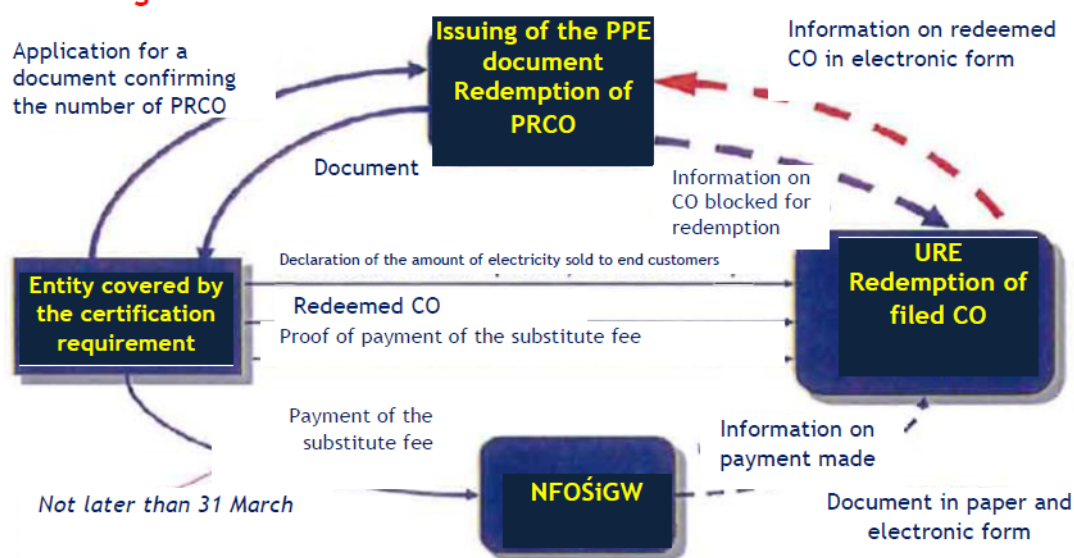 Application for a
document confirming
the number of PRCO
Issuing of the PPE
document
Redemption of
PRCO
Information on redeemed
CO in electronic form
Document
Information on
CO blocked for
redemption
Entity covered by
the certification
requirement
Declaration of the amount of electricity sold to end customers
Redeemed CO
Proof of payment of the substitute fee
URE
Redemption of
filed CO
Payment of the
substitute fee
Information on
payment made
NFOŚiGW
Not later than 31 March
Document in paper and
electronic form